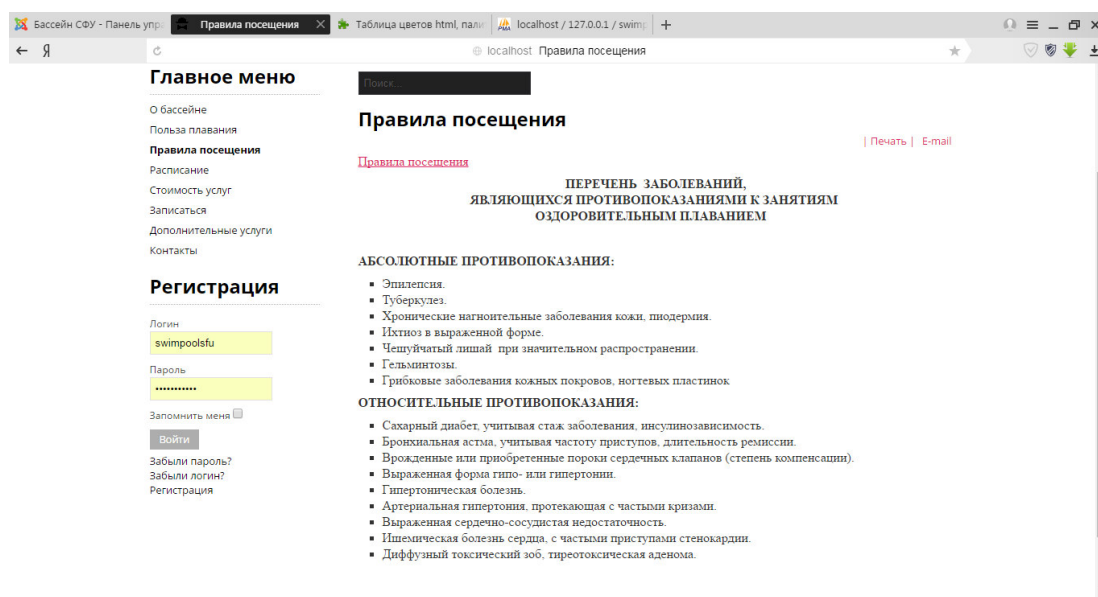 Бассейн СФУ - Панель упр
Правила посещения
Таблица цветов html, пали
localhost / 127.0.0.1 / swimp
Я
localhost Правила посещения
Главное меню
О бассейне
Польза плавания
Правила посещения
Расписание
Стоимость услуг
Записаться
Дополнительные услуги
Контакты
Регистрация
Логин
swimpoolsfu
Пароль
•••••••••••
Запомнить меня
Войти
Забыли пароль?
Забыли логин?
Регистрация
Поиск...
Правила посещения
| Печать | E-mail
Правила посещения
ПЕРЕЧЕНЬ ЗАБОЛЕВАНИЙ,
ЯВЛЯЮЩИХСЯ ПРОТИВОПОКАЗАНИЯМИ К ЗАНЯТИЯМ
ОЗДОРОВИТЕЛЬНЫМ ПЛАВАНИЕМ
АБСОЛЮТНЫЕ ПРОТИВОПОКАЗАНИЯ:
Эпилепсия.
Туберкулез.
Хронические нагноительные заболевания кожи, пиодермия.
Ихтиоз в выраженной форме.
Чешуйчатый лишай при значительном распространении.
Гельминтозы.
Грибковые заболевания кожных покровов, ногтевых пластинок
ОТНОСИТЕЛЬНЫЕ ПРОТИВОПОКАЗАНИЯ:
Сахарный диабет, учитывая стаж заболевания, инсулинозависимость.
Бронхиальная астма, учитывая частоту приступов, длительность ремиссии.
Врожденные или приобретенные пороки сердечных клапанов (степень компенсации).
Выраженная форма гипо- или гипертонии.
Гипертоническая болезнь.
Артериальная гипертония, протекающая с частыми кризами.
Выраженная сердечно-сосудистая недостаточность.
Ишемическая болезнь сердца, с частыми приступами стенокардии.
Диффузный токсический зоб, тиреотоксическая аденома.